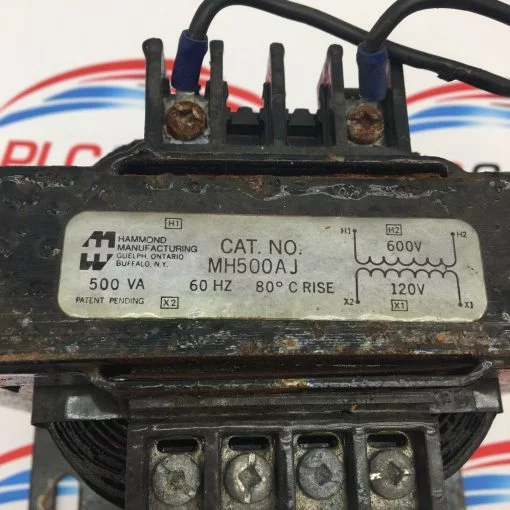 PLC
H1
HAMMOND
MANUFACTURING
GUELPH, ONTARIO
BUFFALO, N.Y.
500 VA
PATENT PENDING
X2
CAT. NO.
MH500AJ
60 HZ 80° C RISE
H1 H2 H2
600V
120V
X2 X1 X1